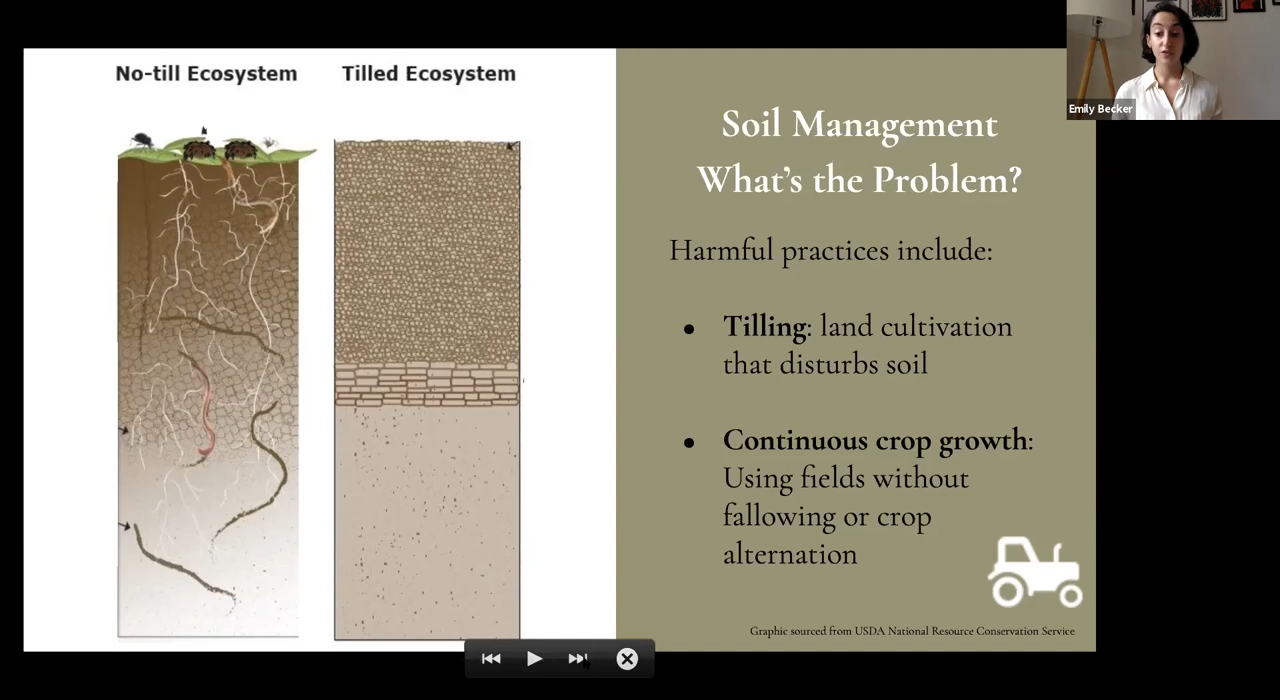 No-till Ecosystem
Tilled Ecosystem
Soil Management
What's the Problem?
Harmful practices include:
● Tilling: land cultivation
that disturbs soil
● Continuous crop growth:
Using fields without
fallowing or crop
alternation
Graphic sourced from USDA National Resource Conservation Service
Emily Becker